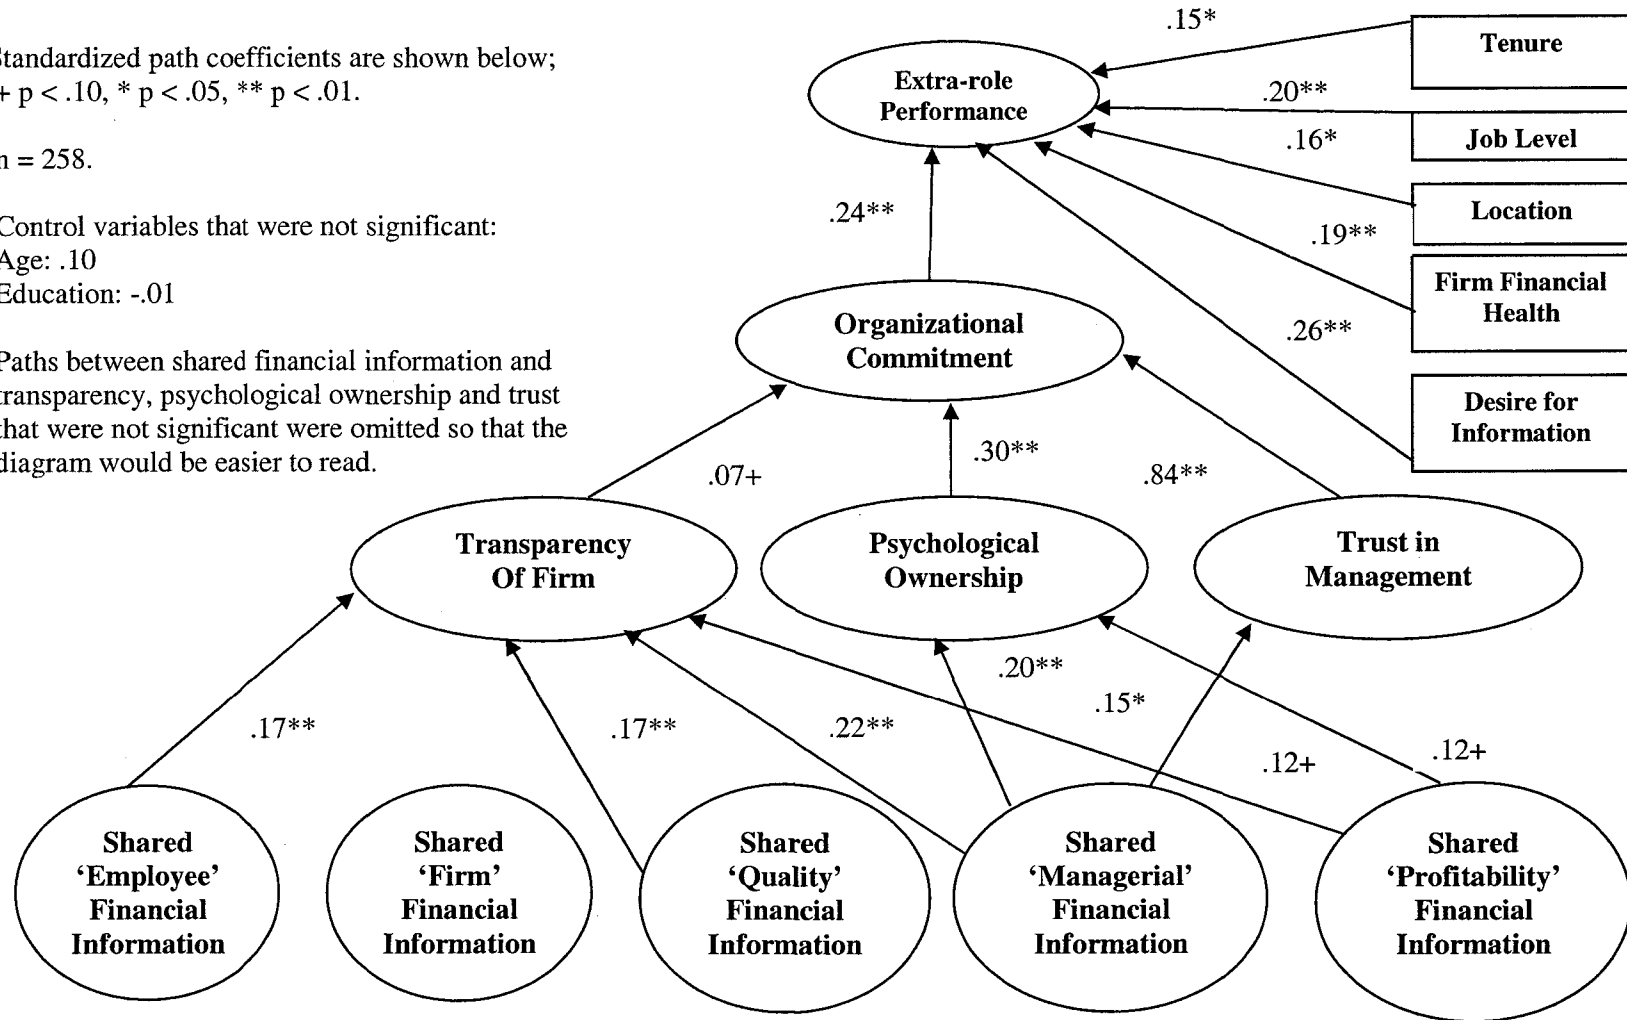 Standardized path coefficients are shown below;
+ p < .10, * p < .05, ** p < .01.
n = 258.
Control variables that were not significant:
Age: .10
Education: -.01
Paths between shared financial information and
transparency, psychological ownership and trust
that were not significant were omitted so that the
diagram would be easier to read.
.15*
Tenure
Extra-role
Performance
.20**
Job Level
.16*
Location
.24**
.19**
Firm Financial
Health
.26**
Organizational
Commitment
Desire for
Information
.07+
.30**
.84**
Transparency
Of Firm
Psychological
Ownership
Trust in
Management
.17**
.17**
.22**
.20**
.15*
.12+
.12+
Shared
‘Employee’
Financial
Information
Shared
‘Firm’
Financial
Information
Shared
‘Quality’
Financial
Information
Shared
‘Managerial’
Financial
Information
Shared
‘Profitability’
Financial
Information